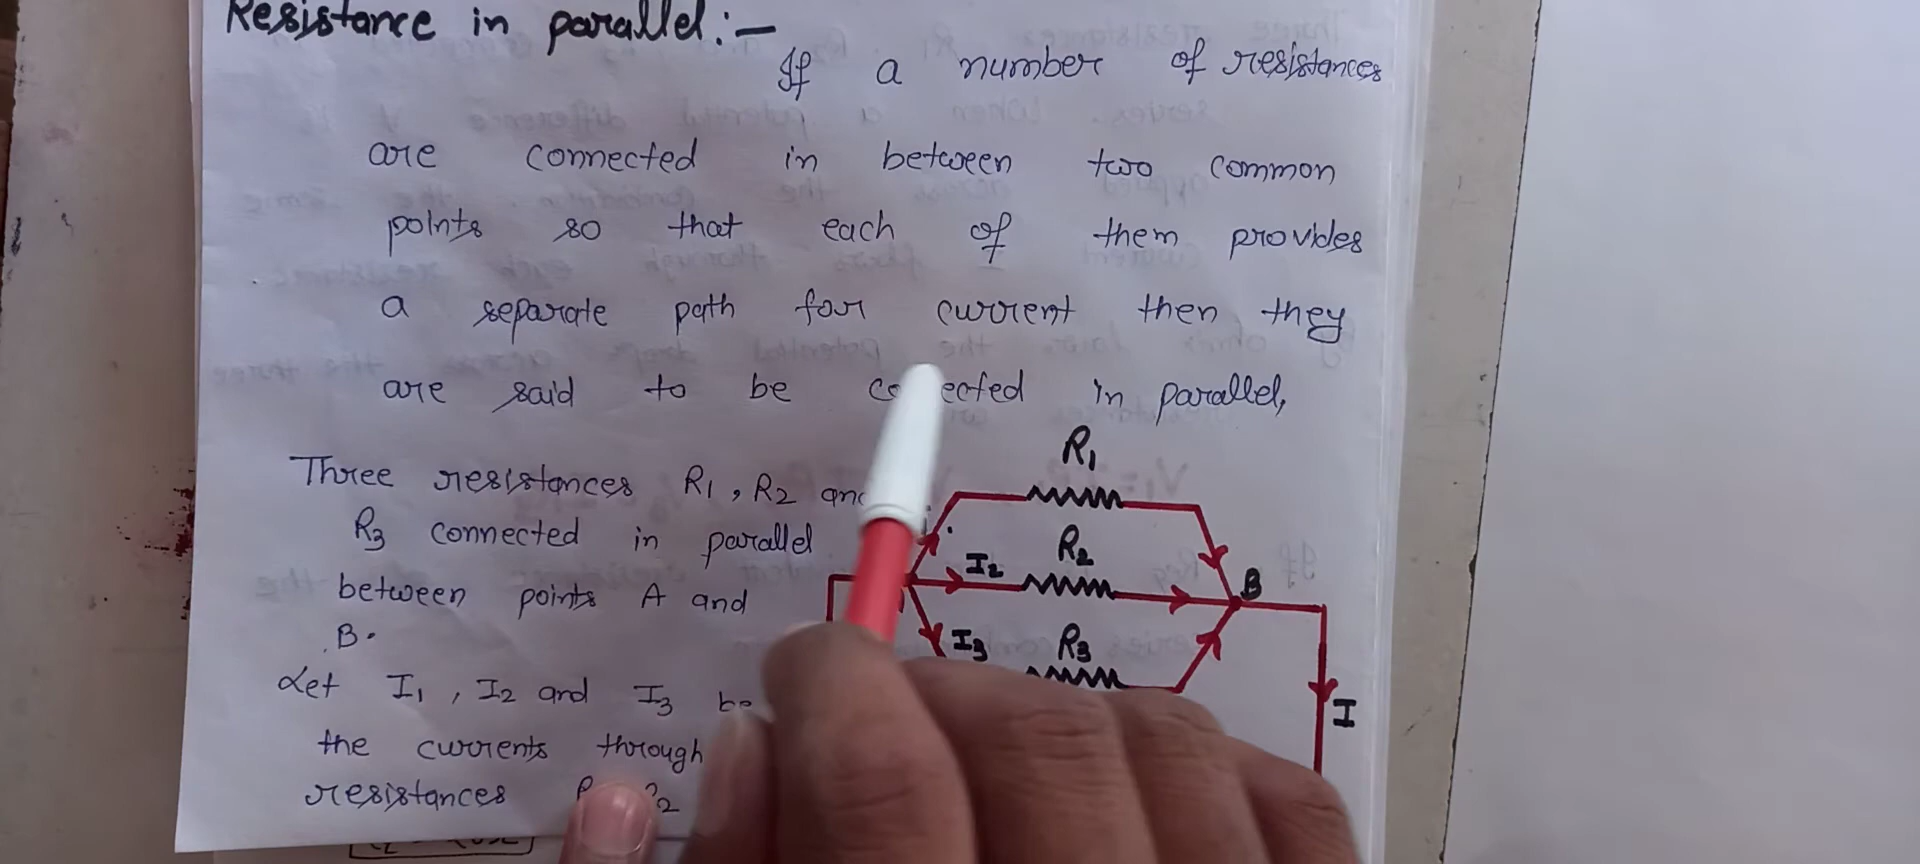 Resistance in parallel:-
If a number of resistances
are connected in between two common
points so that each of them provides
a separate path for current then they
are said to be connected in parallel,
Three resistances R1, R2 and
R3 connected in parallel
between points A and
B.
Let I1, I2 and I3 be
the currents through
resistances
R1
I2 R2
B
I3 R3
I